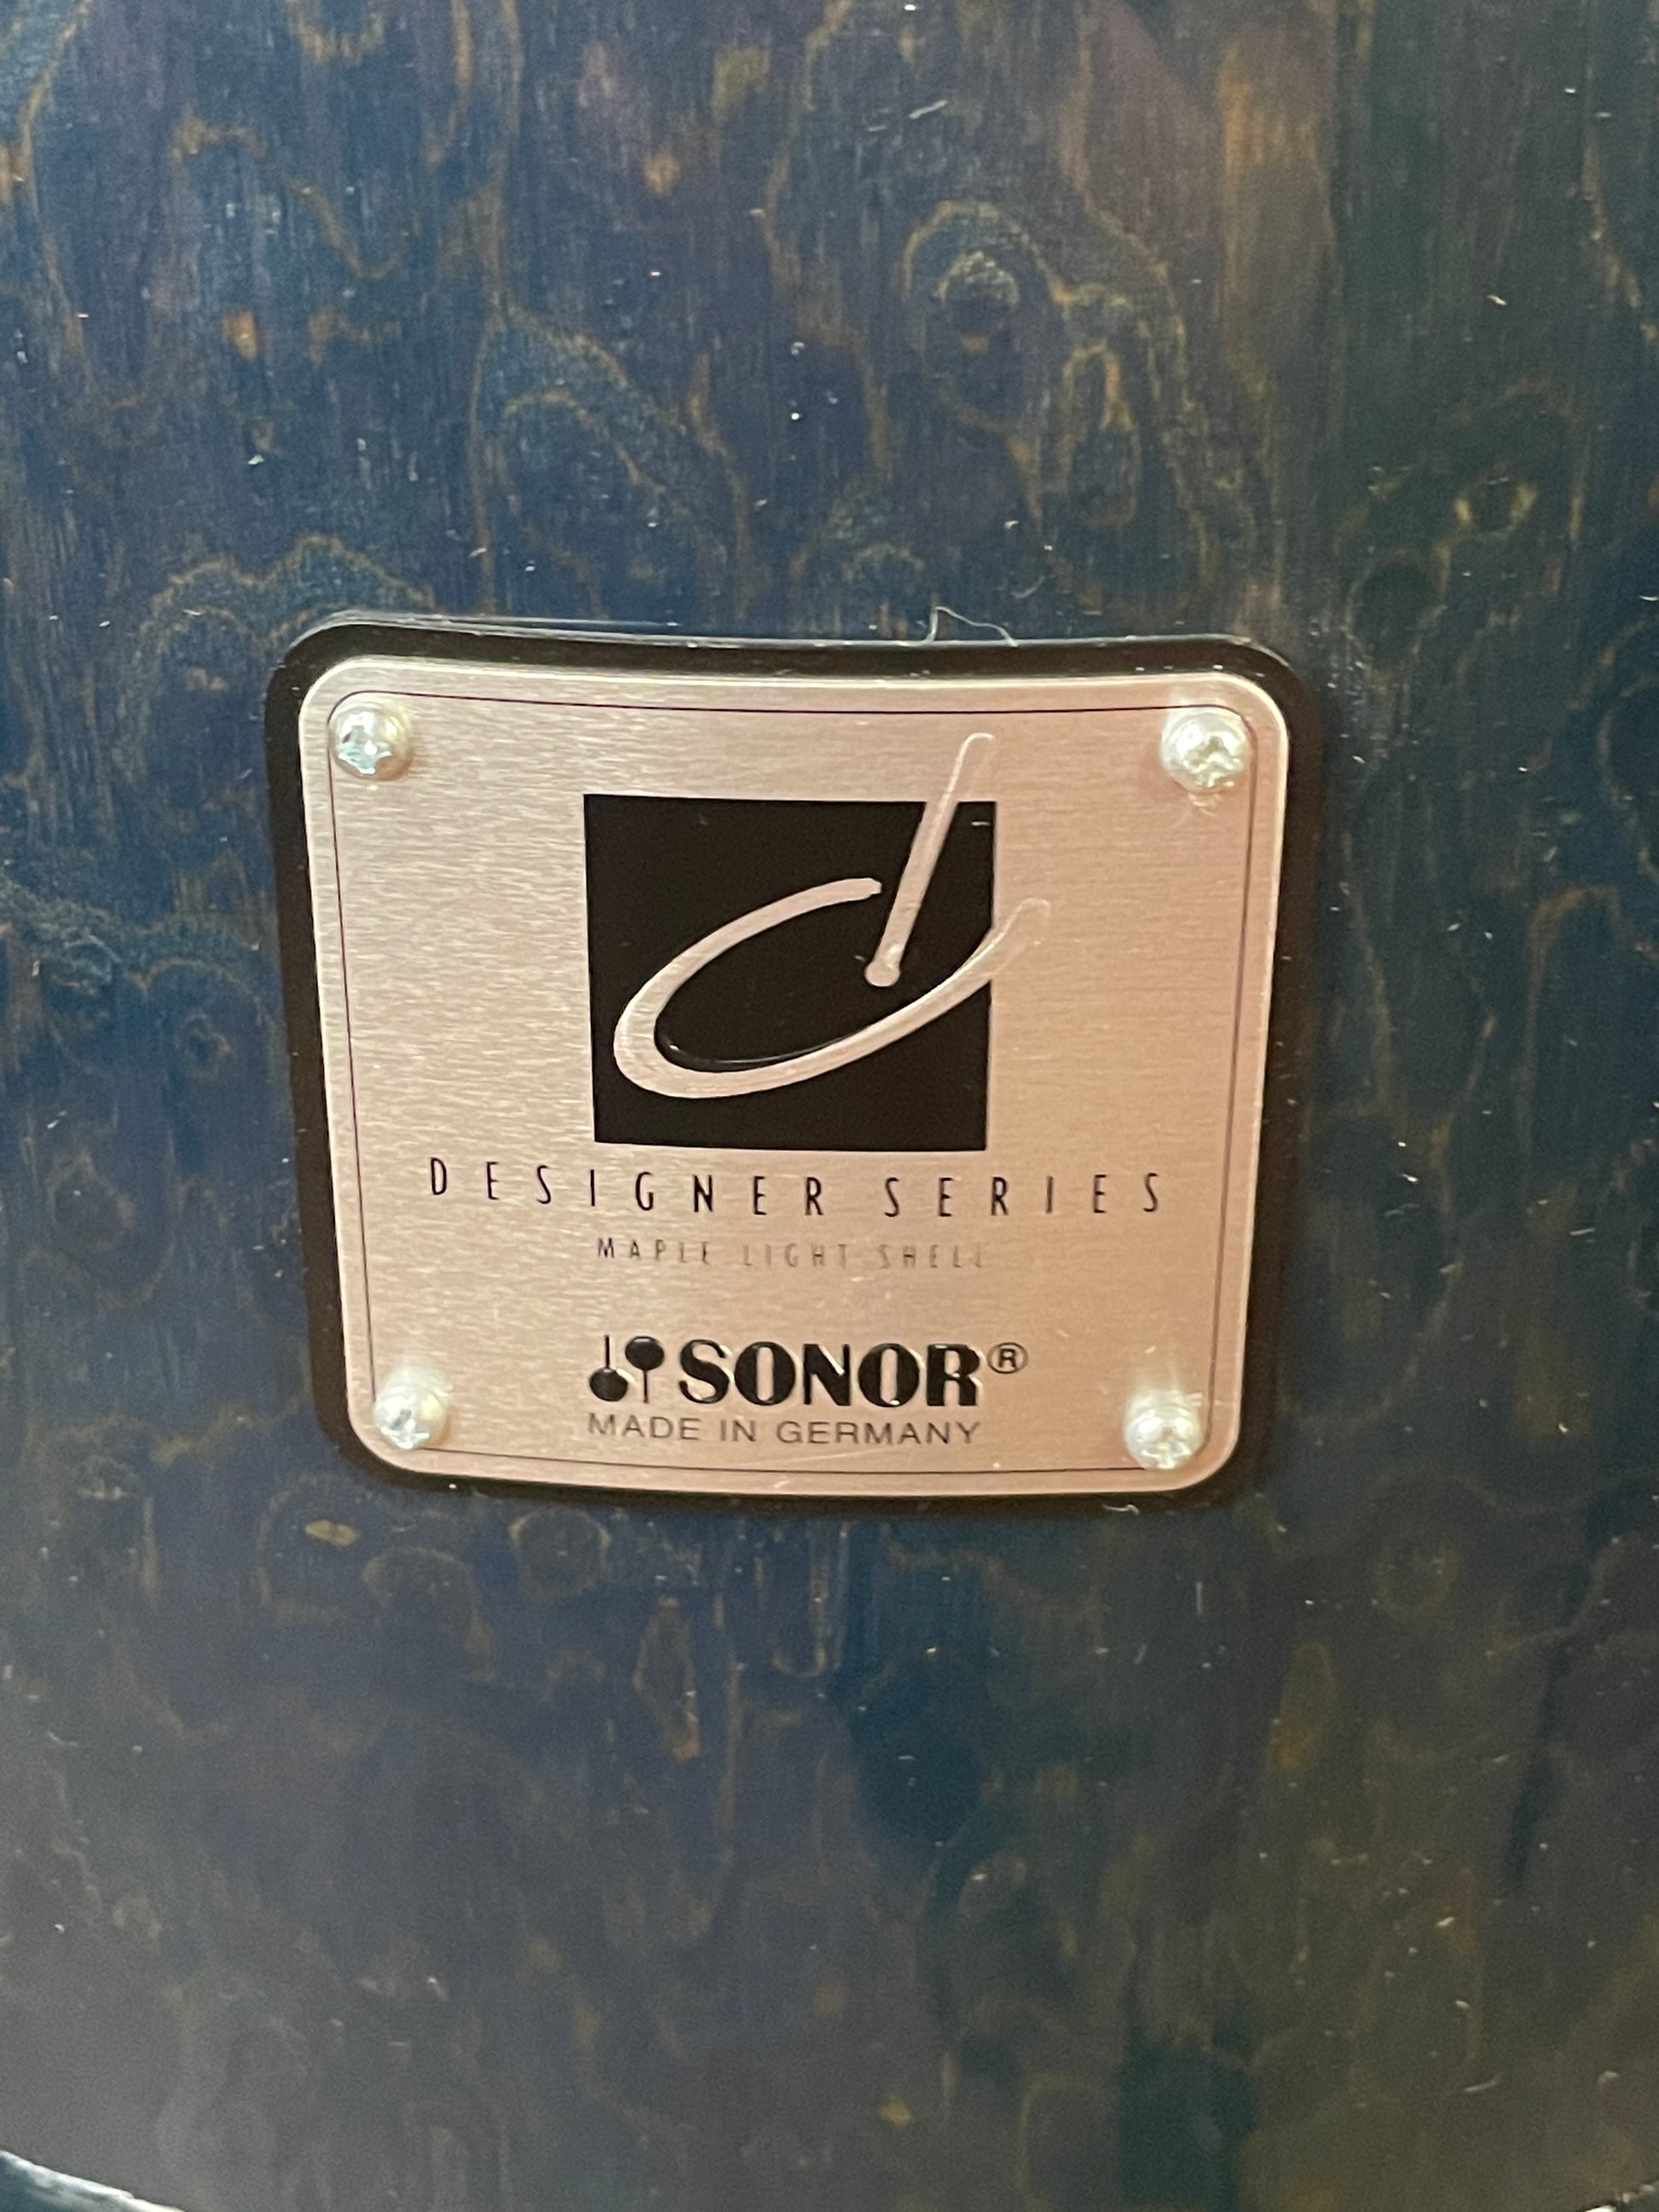 DESIGNER SERIES
MAPLE LIGHT SHELL
SONOR®
MADE IN GERMANY